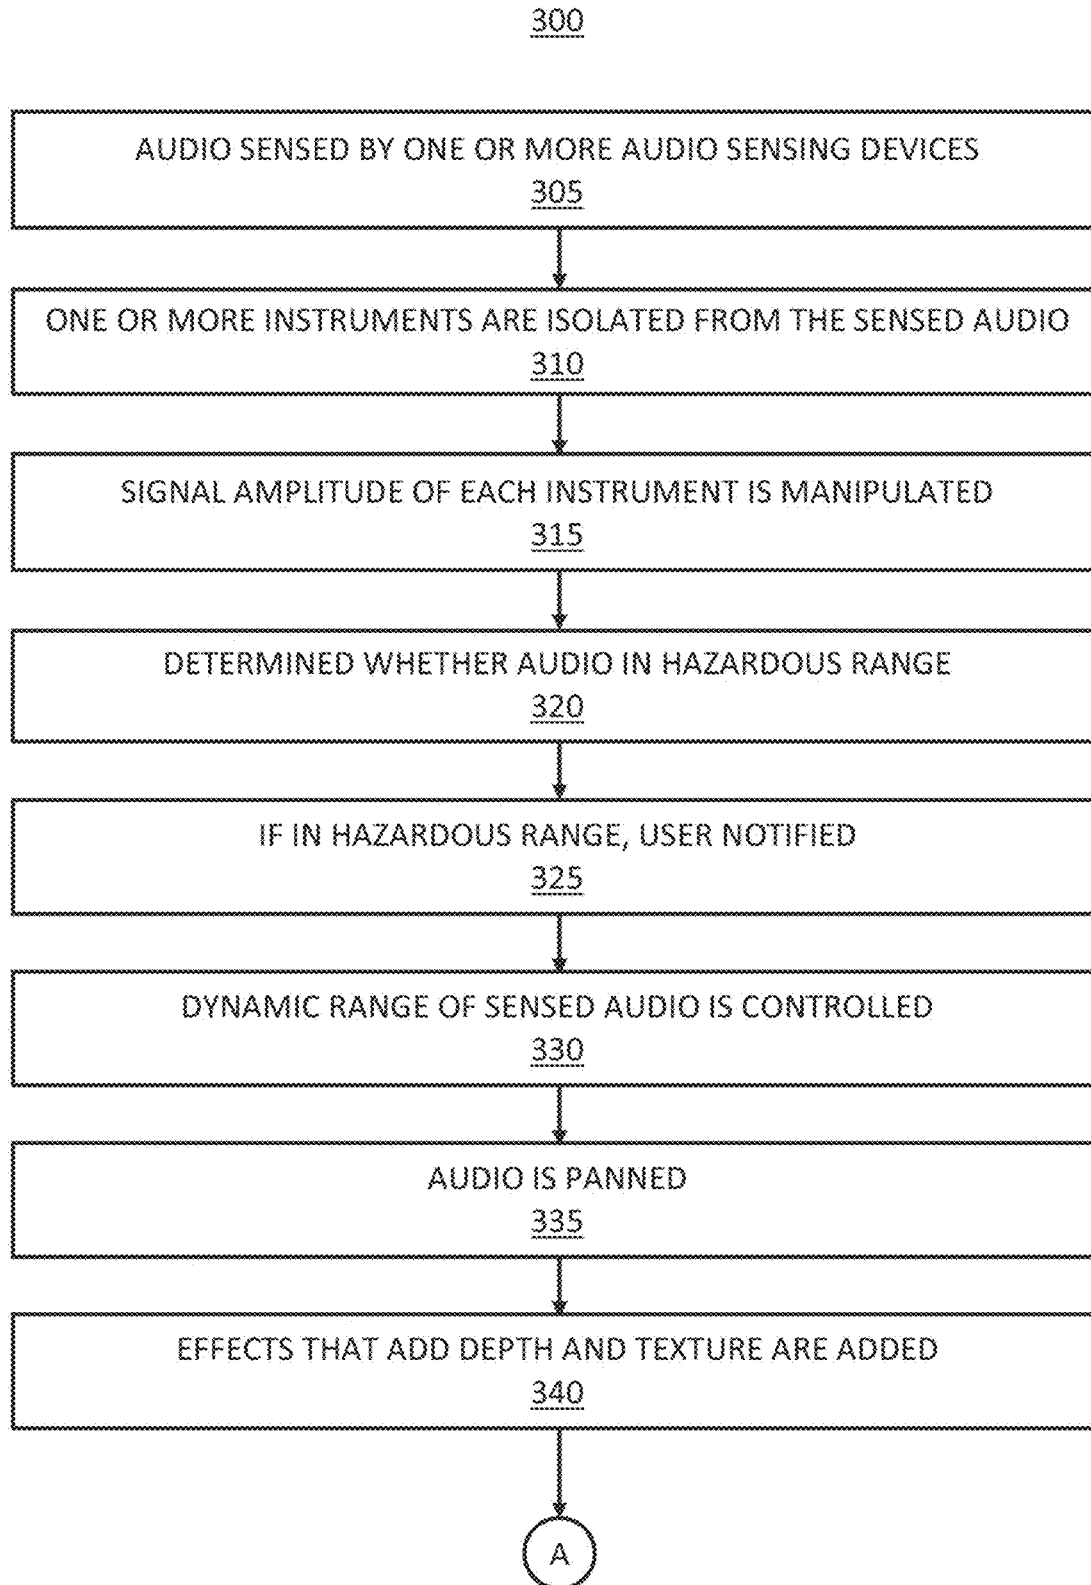 300
AUDIO SENSED BY ONE OR MORE AUDIO SENSING DEVICES
305
ONE OR MORE INSTRUMENTS ARE ISOLATED FROM THE SENSED AUDIO
310
SIGNAL AMPLITUDE OF EACH INSTRUMENT IS MANIPULATED
315
DETERMINED WHETHER AUDIO IN HAZARDOUS RANGE
320
IF IN HAZARDOUS RANGE, USER NOTIFIED
325
DYNAMIC RANGE OF SENSED AUDIO IS CONTROLLED
330
AUDIO IS PANNED
335
EFFECTS THAT ADD DEPTH AND TEXTURE ARE ADDED
340
A